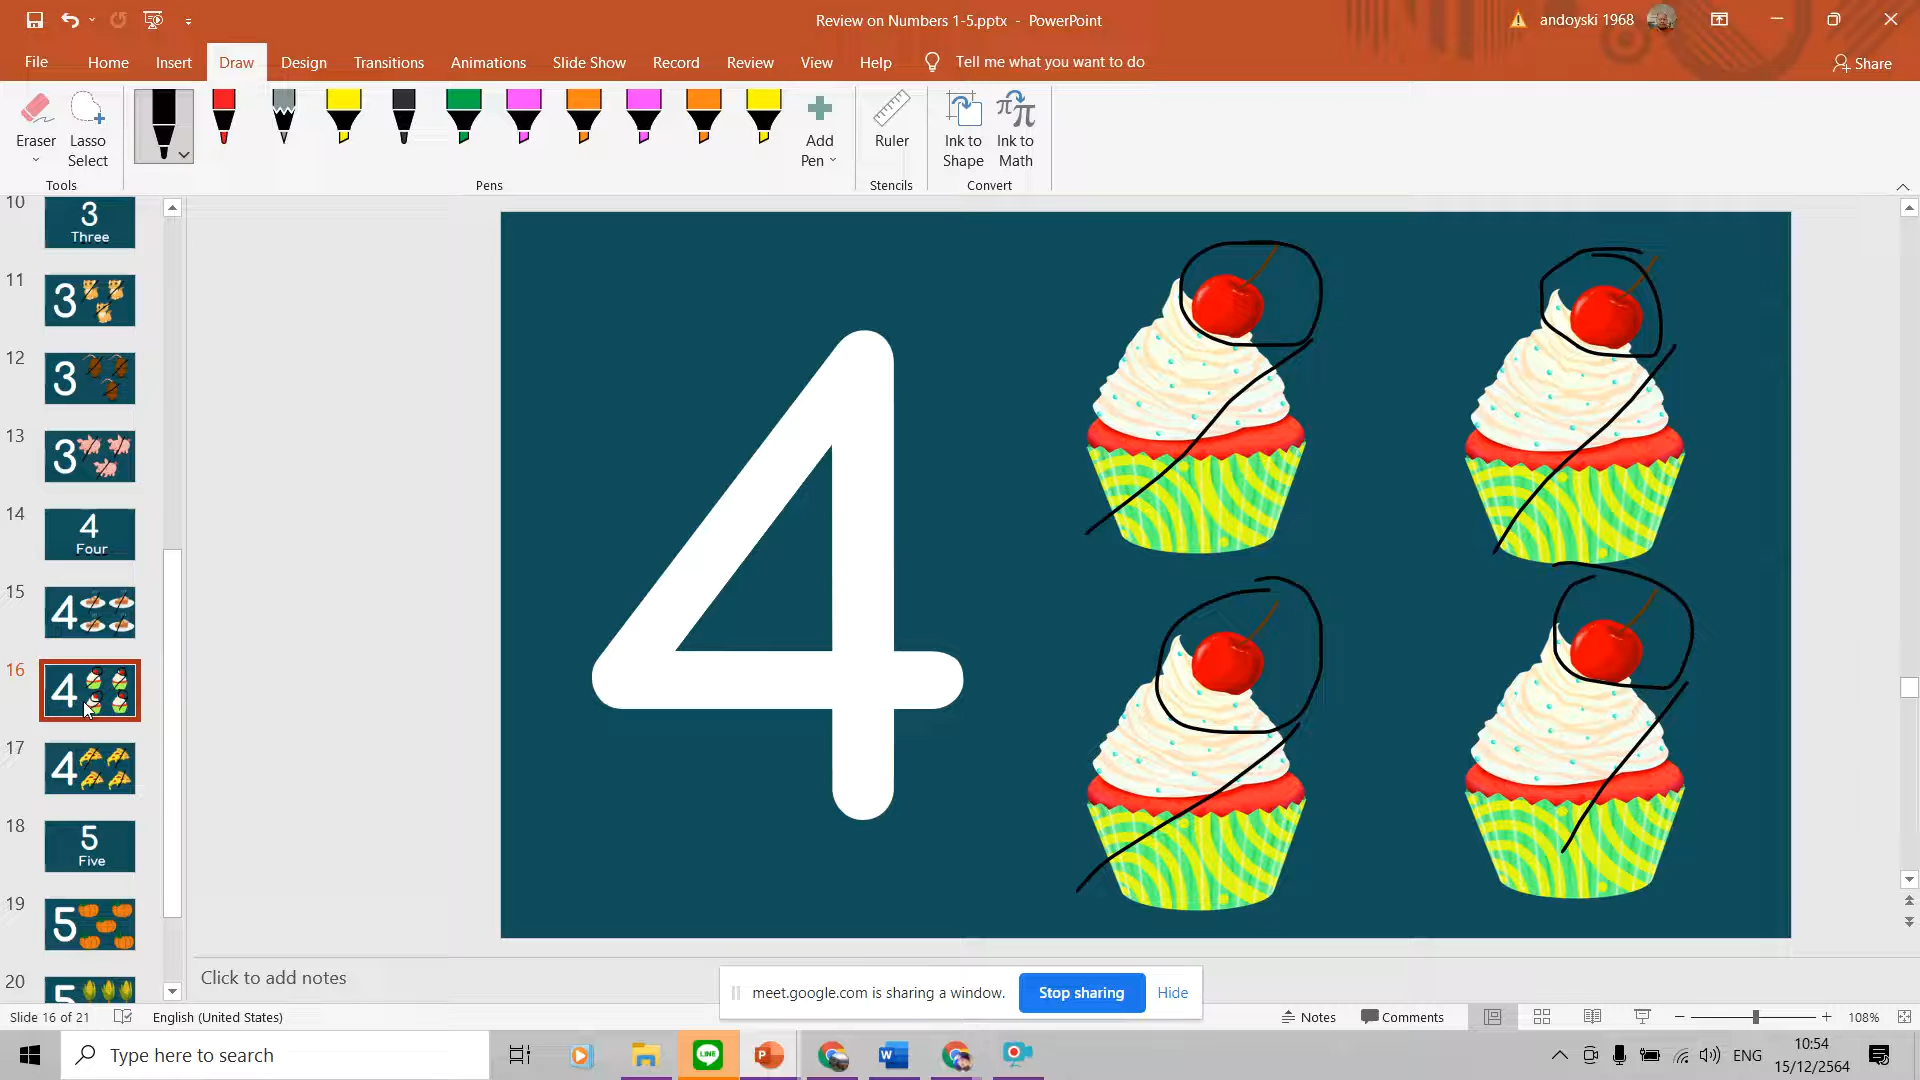 Review on Numbers 1-5.pptx - PowerPoint
andoyski 1968
File Home Insert Draw Design Transitions Animations Slide Show Record Review View Help Tell me what you want to do
Share
Eraser
Lasso Select
Add Pen
Ruler
Ink to Shape
Ink to Math
Tools
Pens
Stencils
Convert
10
3
Three
11
3
12
3
13
3
14
4
Four
15
4
16
4
17
4
18
5
Five
19
5
20
5
4
Click to add notes
meet.google.com is sharing a window.
Stop sharing
Hide
Slide 16 of 21
English (United States)
Notes
Comments
108%
Type here to search
LINE
ENG
10:54
15/12/2564